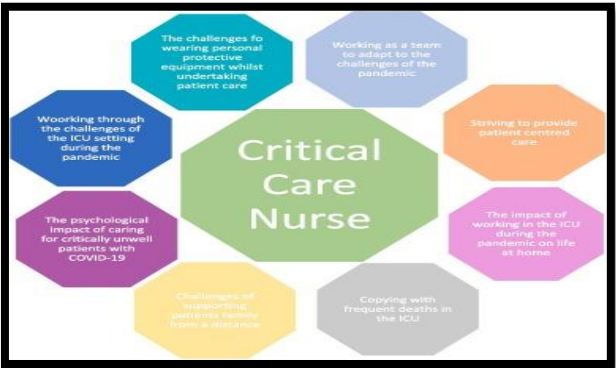 The challenges fo
wearing personal
protective
equipment whilst
undertaking
patient care
Working as a team
to adapt to the
challenges of the
pandemic
Woorking through
the challenges of
the ICU setting
during the
pandemic
Striving to provide
patient centred
care
Critical
Care
Nurse
The psychological
impact of caring
for critically unwell
patients with
COVID-19
The impact of
working in the ICU
during the
pandemic on life
at home
Challenges of
supporting
patients family
from a distance
Copying with
frequent deaths in
the ICU